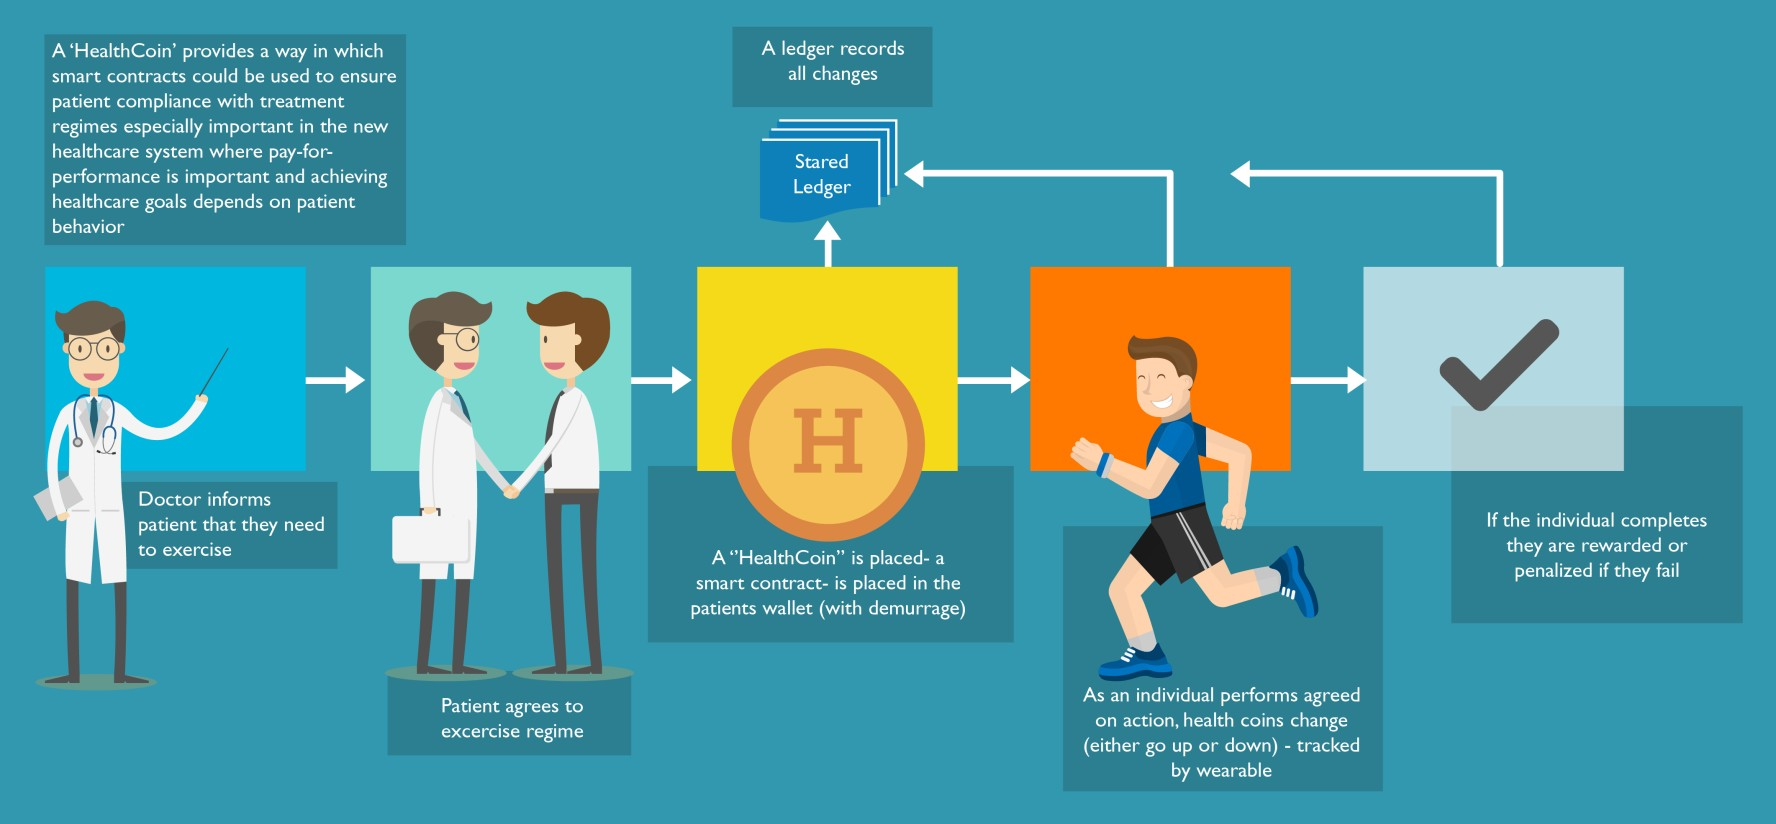 A ‘HealthCoin’ provides a way in which
smart contracts could be used to ensure
patient compliance with treatment
regimes especially important in the new
healthcare system where pay-for-
performance is important and achieving
healthcare goals depends on patient
behavior
A ledger records
all changes
Stared
Ledger
H
Doctor informs
patient that they need
to exercise
Patient agrees to
excercise regime
A “’HealthCoin” is placed- a
smart contract- is placed in the
patients wallet (with demurrage)
As an individual performs agreed
on action, health coins change
(either go up or down) - tracked
by wearable
If the individual completes
they are rewarded or
penalized if they fail